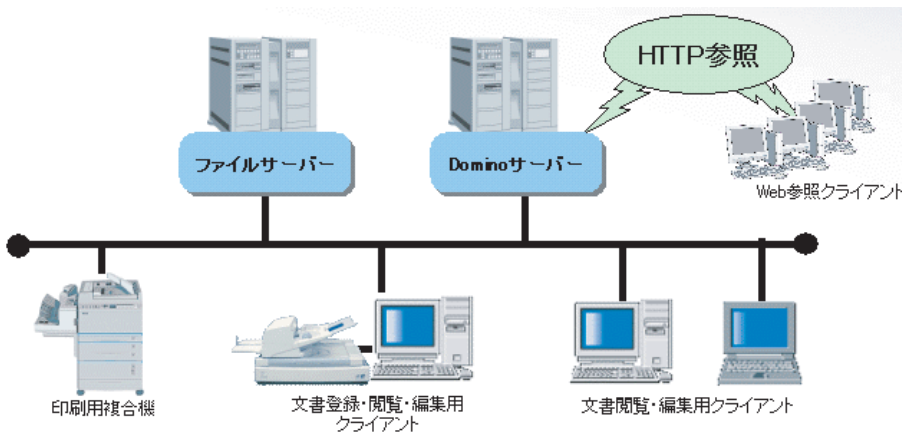 HTTP参照
ファイルサーバー
Dominoサーバー
Web参照クライアント
印刷用複合機
文書登録・閲覧・編集用
クライアント
文書閲覧・編集用クライアント